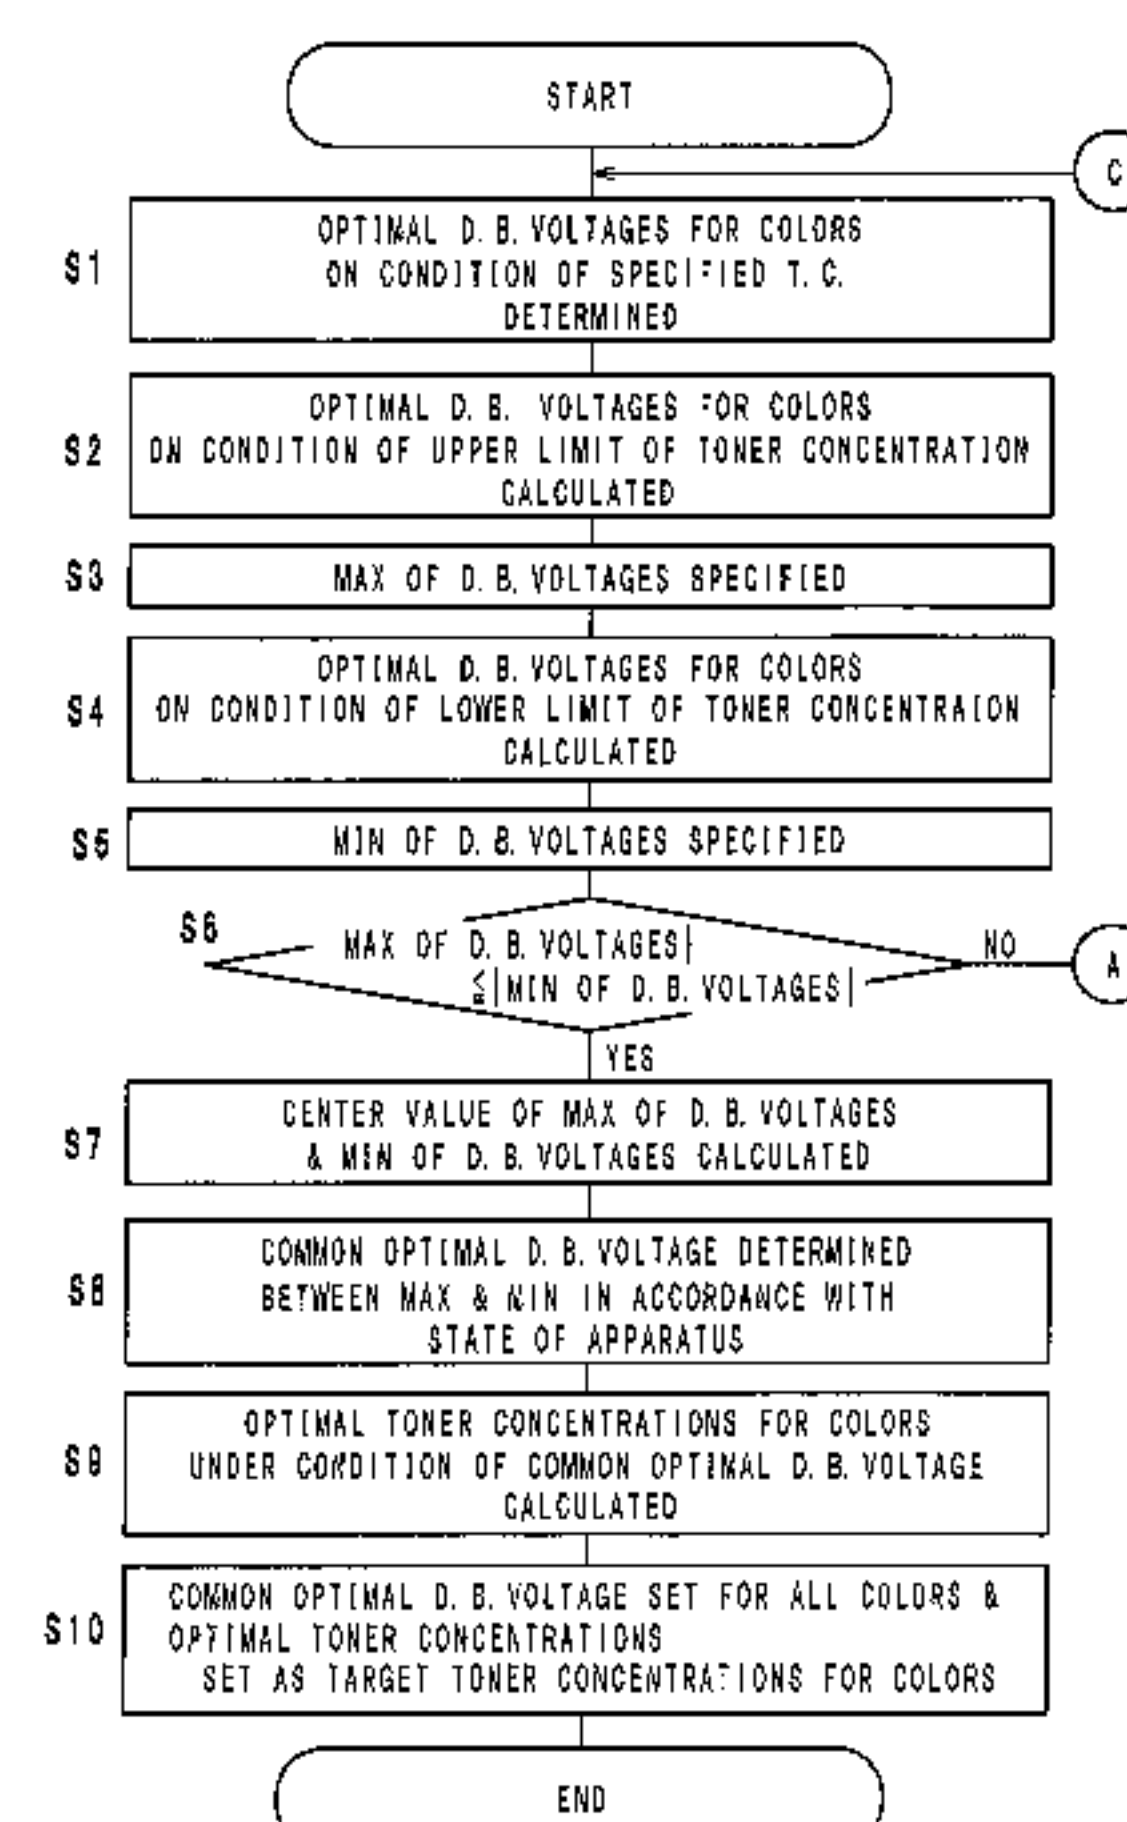 START
C
S1
OPTIMAL D.B.VOLTAGES FOR COLORS
ON CONDITION OF SPECIFIED T.C.
DETERMINED
S2
OPTIMAL D.B. VOLTAGES FOR COLORS
ON CONDITION OF UPPER LIMIT OF TONER CONCENTRATION
CALCULATED
S3
MAX OF D.B.VOLTAGES SPECIFIED
S4
OPTIMAL D.B.VOLTAGES FOR COLORS
ON CONDITION OF LOWER LIMIT OF TONER CONCENTRAION
CALCULATED
S5
MIN OF D.B.VOLTAGES SPECIFIED
S6
MAX OF D.B.VOLTAGES|
≦|MIN OF D.B.VOLTAGES|
NO
A
YES
S7
CENTER VALUE OF MAX OF D.B.VOLTAGES
& MIN OF D.B.VOLTAGES CALCULATED
S8
COMMON OPTIMAL D.B.VOLTAGE DETERMINED
BETWEEN MAX & MIN IN ACCORDANCE WITH
STATE OF APPARATUS
S9
OPTIMAL TONER CONCENTRATIONS FOR COLORS
UNDER CONDITION OF COMMON OPTIMAL D.B.VOLTAGE
CALCULATED
S10
COMMON OPTIMAL D.B.VOLTAGE SET FOR ALL COLORS &
OPTIMAL TONER CONCENTRATIONS
SET AS TARGET TONER CONCENTRATIONS FOR COLORS
END